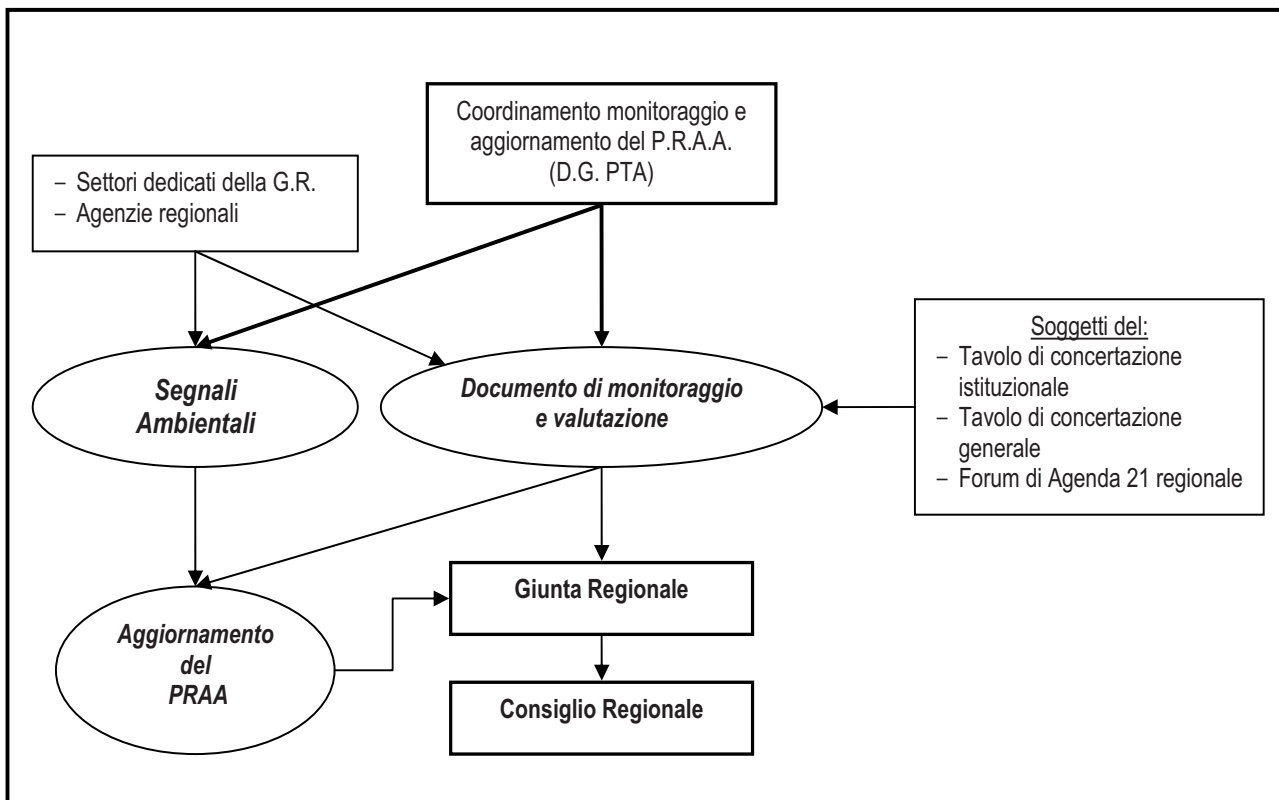 Coordinamento monitoraggio e
aggiornamento del P.R.A.A.
(D.G. PTA)
– Settori dedicati della G.R.
– Agenzie regionali
Soggetti del:
– Tavolo di concertazione
istituzionale
– Tavolo di concertazione
generale
– Forum di Agenda 21 regionale
Segnali
Ambientali
Documento di monitoraggio
e valutazione
Giunta Regionale
Aggiornamento
del
PRAA
Consiglio Regionale